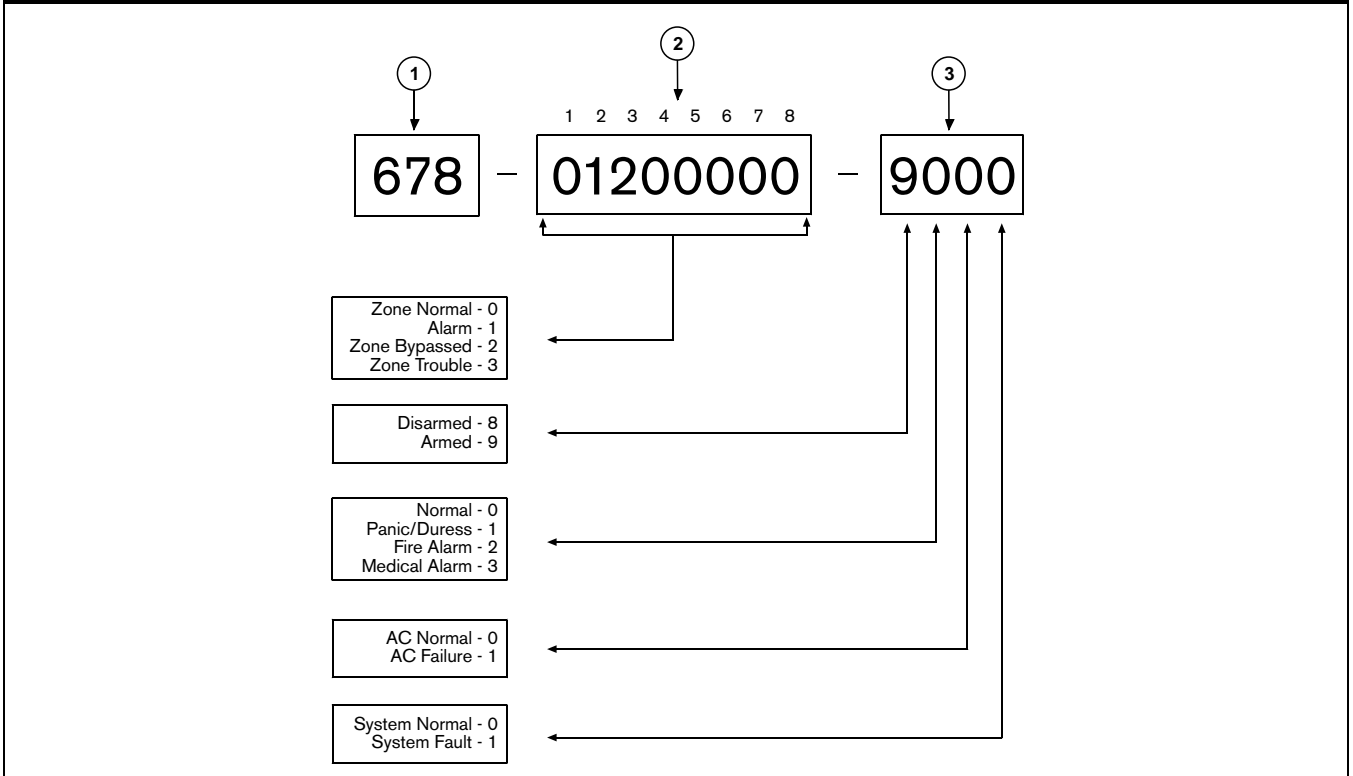 2
1
3
1 2 3 4 5 6 7 8
678 – 01200000 – 9000
Zone Normal - 0
Alarm - 1
Zone Bypassed - 2
Zone Trouble - 3
Disarmed - 8
Armed - 9
Normal - 0
Panic/Duress - 1
Fire Alarm - 2
Medical Alarm - 3
AC Normal - 0
AC Failure - 1
System Normal - 0
System Fault - 1